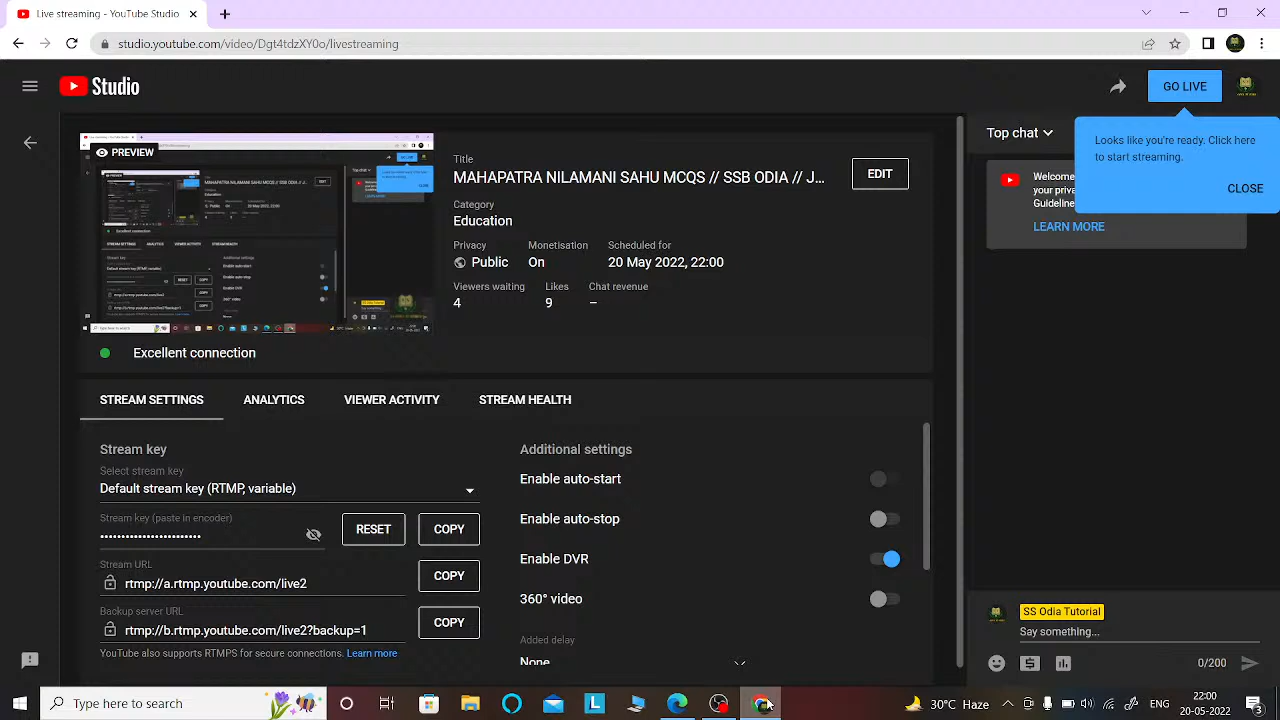 Live streaming - YouTube Studio
studio.youtube.com/video/Dgt4tdzXY0o/livestreaming
Studio
GO LIVE
PREVIEW
Title
MAHAPATRA NILAMANI SAHU MCQS // SSB ODIA // J...
EDIT
Category
Education
Privacy Monetisation Scheduled for
Public On 20 May 2022, 22:00
Viewers waiting Likes Chat revenue
4 2 –
Excellent connection
Top chat
Looks like you're ready. Click here
to start streaming.
CLOSE
Welcome
your priv
Guideline
LEARN MORE
STREAM SETTINGS ANALYTICS VIEWER ACTIVITY STREAM HEALTH
Stream key
Select stream key
Default stream key (RTMP, variable)
Stream key (paste in encoder)
RESET COPY
Stream URL
rtmp://a.rtmp.youtube.com/live2
COPY
Backup server URL
rtmp://b.rtmp.youtube.com/live2?backup=1
COPY
YouTube also supports RTMPS for secure connections. Learn more
Additional settings
Enable auto-start
Enable auto-stop
Enable DVR
360° video
Added delay
None
SS Odia Tutorial
Say something...
0/200
Type here to search
30°C Haze
ENG
22:00
20-05-2022